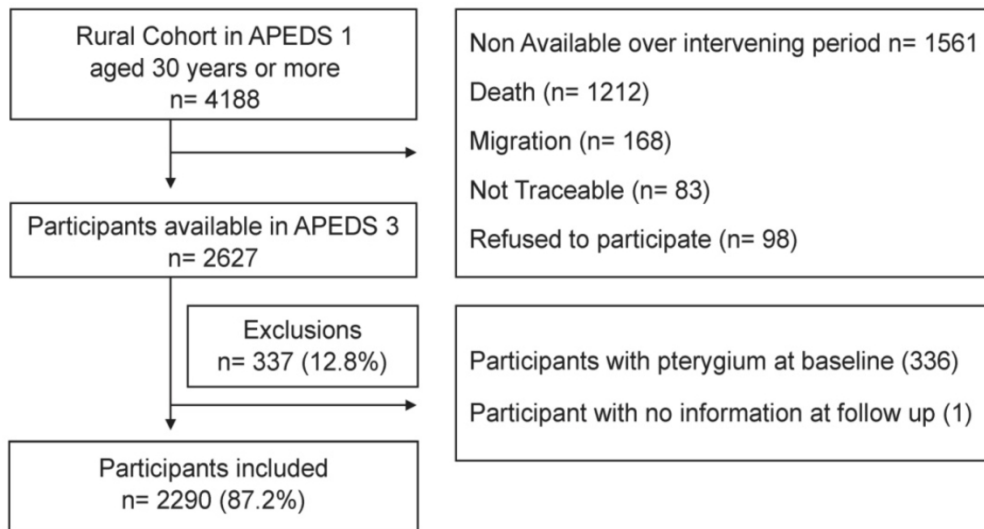 Rural Cohort in APEDS 1
aged 30 years or more
n= 4188
Non Available over intervening period n= 1561
Death (n= 1212)
Migration (n= 168)
Not Traceable (n= 83)
Refused to participate (n= 98)
Participants available in APEDS 3
n= 2627
Exclusions
n= 337 (12.8%)
Participants with pterygium at baseline (336)
Participant with no information at follow up (1)
Participants included
n= 2290 (87.2%)